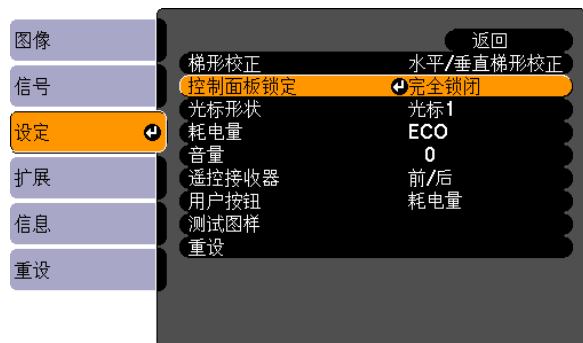 图像
信号
设定
扩展
信息
重设
返回
梯形校正 水平/垂直梯形校正
控制面板锁定 完全锁闭
光标形状 光标1
耗电量 ECO
音量 0
遥控接收器 前/后
用户按钮 耗电量
测试图样
重设